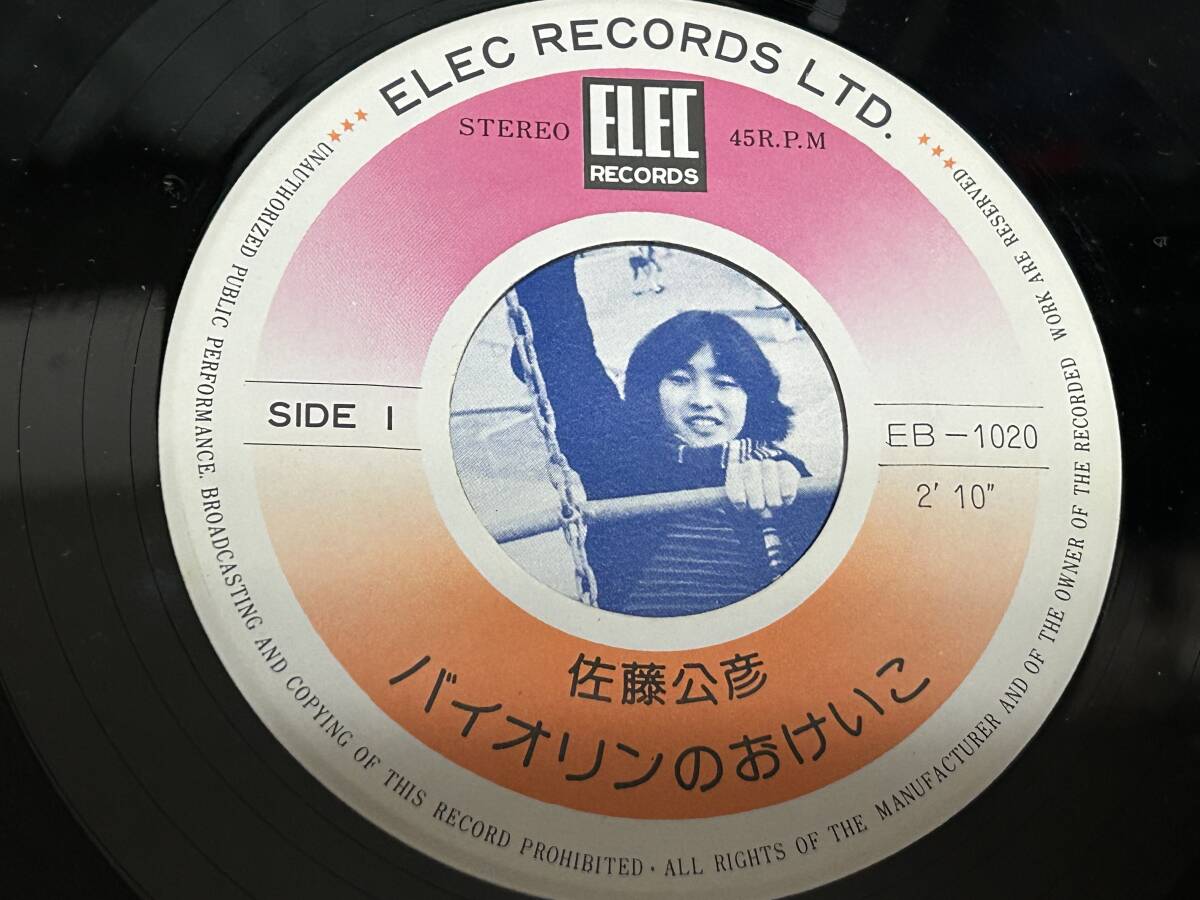 ELEC RECORDS LTD.
STEREO
ELEC
RECORDS
45R.P.M
SIDE 1
EB-1020
2' 10"
佐藤公彦
バイオリンのおけいこ
★★★ UNAUTHORIZED PUBLIC PERFORMANCE. BROADCASTING AND COPYING OF THIS RECORD PROHIBITED・ALL RIGHTS OF THE MANUFACTURER AND OF THE OWNER OF THE RECORDED WORK ARE RESERVED ★★★